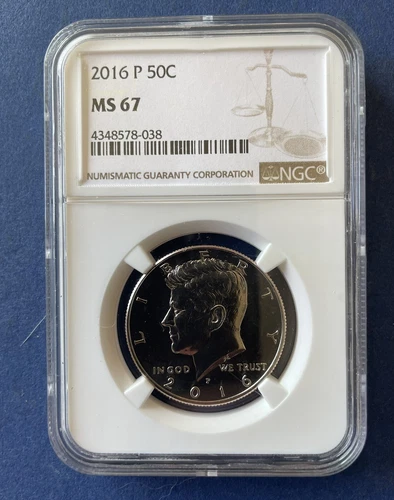 2016 P 50C
MS 67
4348578-038
NUMISMATIC GUARANTY CORPORATION
NGC®
LIBERTY
IN GOD WE TRUST
P
2016